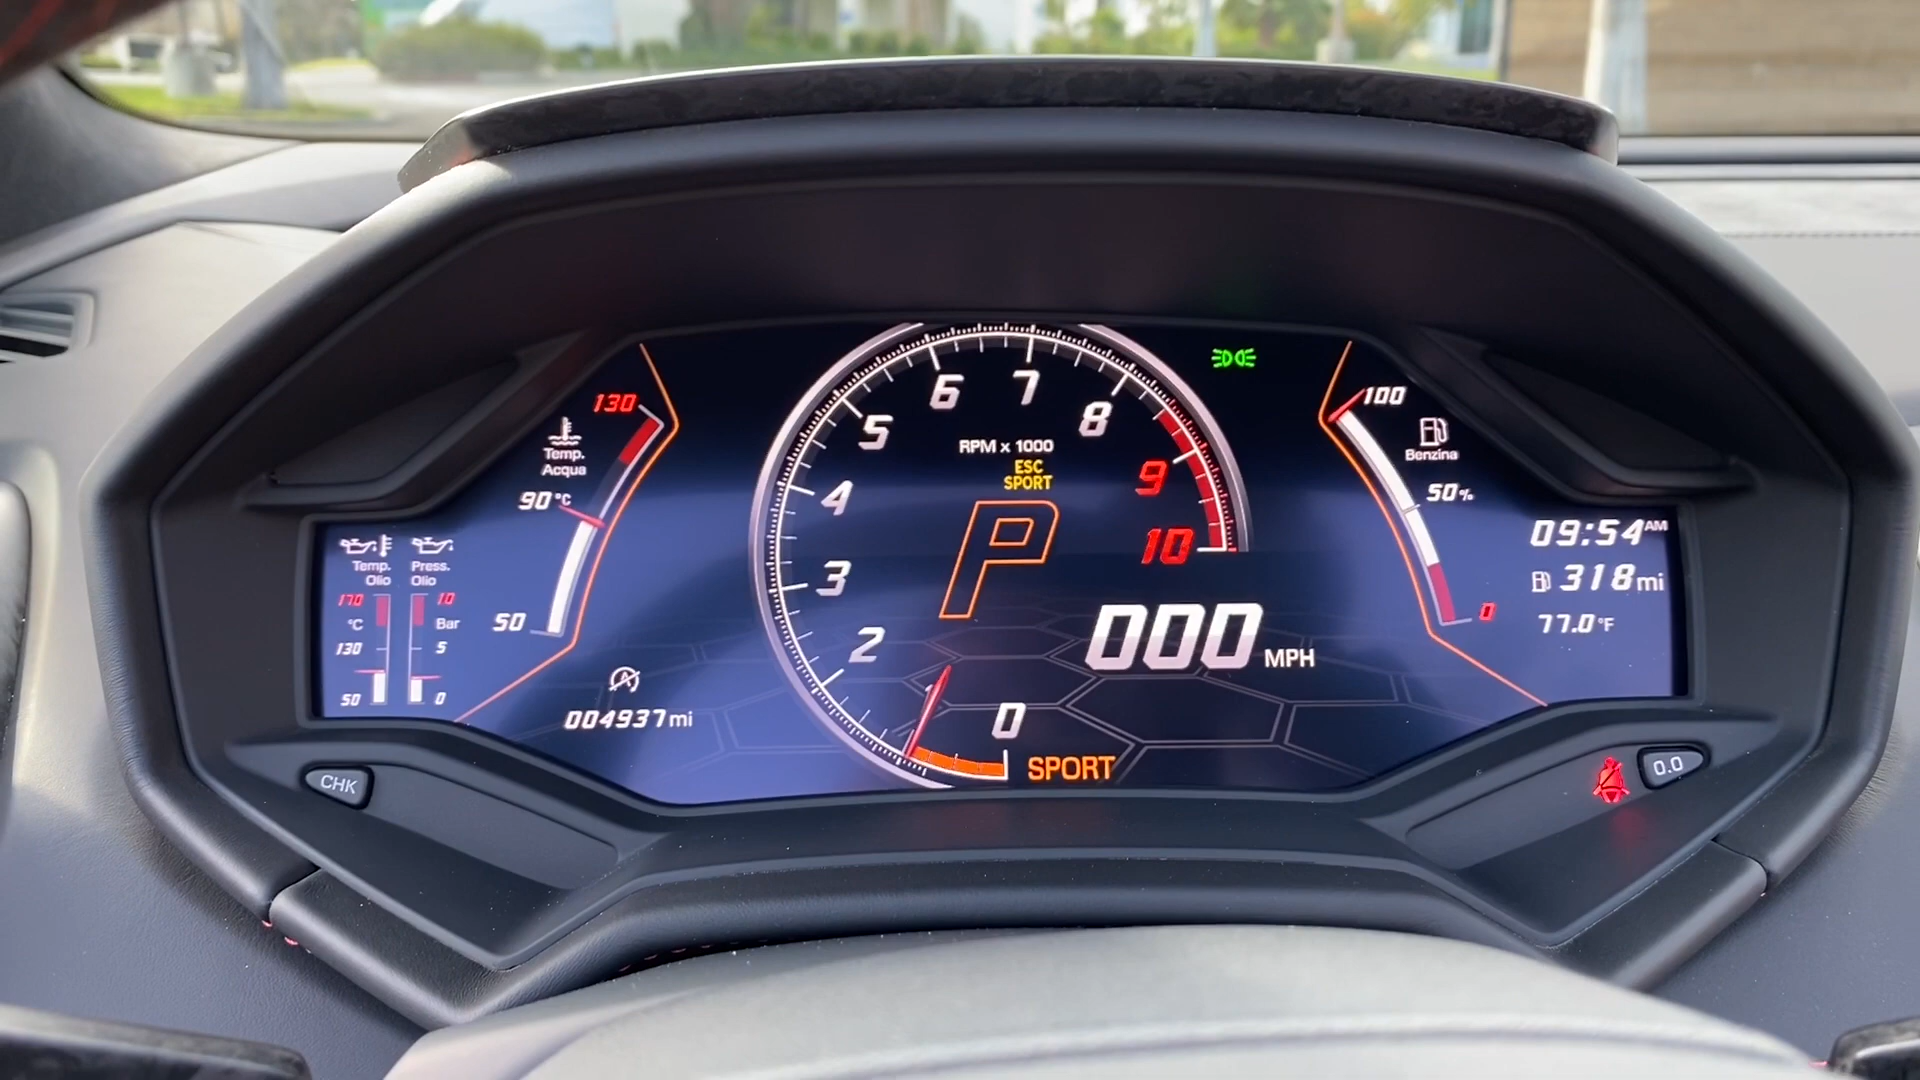 6
7
8
5
4
3
2
1
0
9
10
RPM x 1000
ESC
SPORT
P
000 MPH
SPORT
130
Temp.
Acqua
90°C
50
Temp.
Olio
170
°C
130
50
Press.
Olio
10
Bar
5
0
004937mi
100
Benzina
50%
0
09:54AM
318mi
77.0°F
CHK
0.0